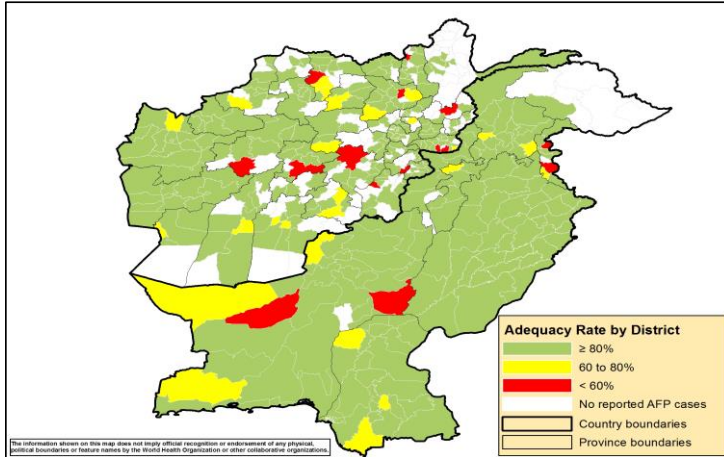 Adequacy Rate by District
≥ 80%
60 to 80%
< 60%
No reported AFP cases
Country boundaries
Province boundaries
The information shown on this map does not imply official recognition or endorsement of any physical,
political boundaries or feature names by the World Health Organization or other collaborative organizations.